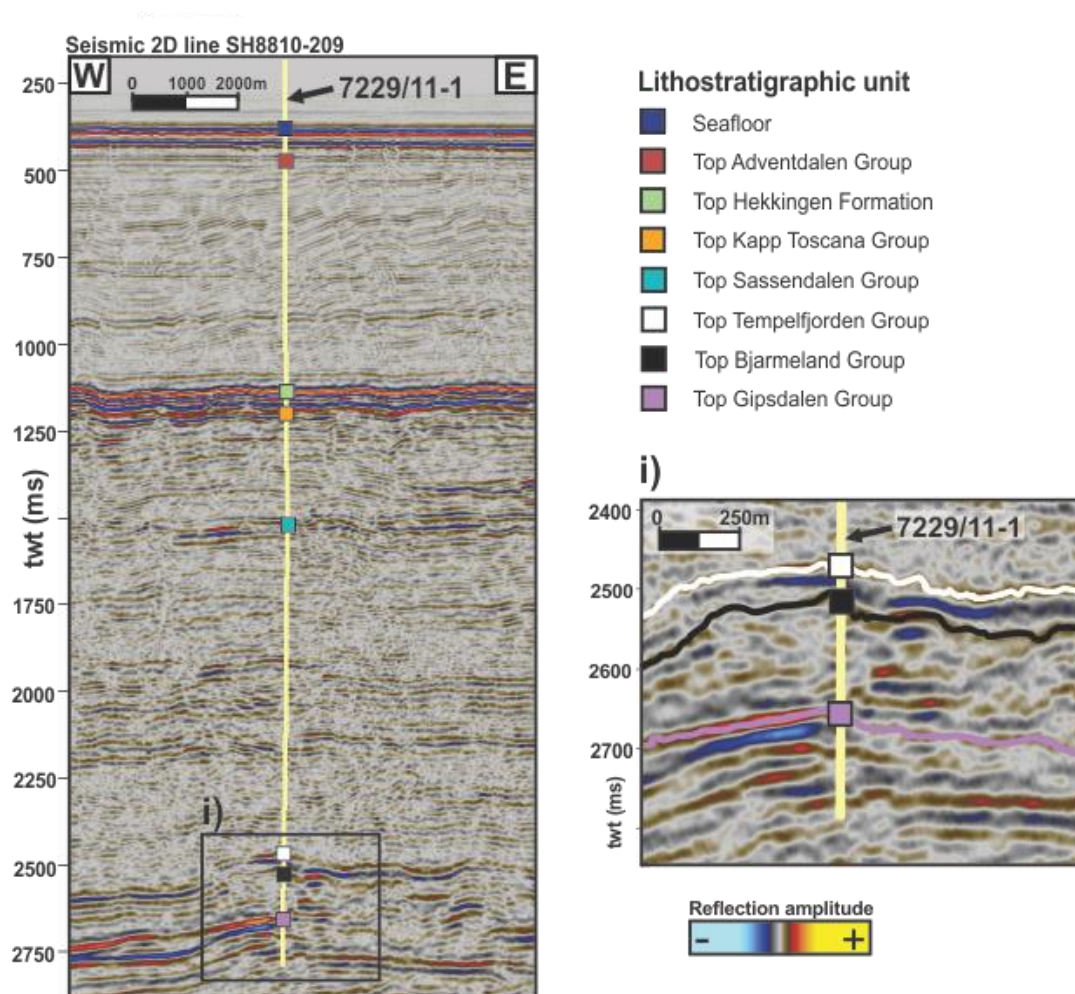 Seismic 2D line SH8810-209
W
E
0 1000 2000m
7229/11-1
250
500
750
1000
1250
1750
2000
2250
2500
2750
twt (ms)
i)
Lithostratigraphic unit
Seafloor
Top Adventdalen Group
Top Hekkingen Formation
Top Kapp Toscana Group
Top Sassendalen Group
Top Tempelfjorden Group
Top Bjarmeland Group
Top Gipsdalen Group
i)
2400
2500
2600
2700
twt (ms)
0 250m
7229/11-1
Reflection amplitude
- +